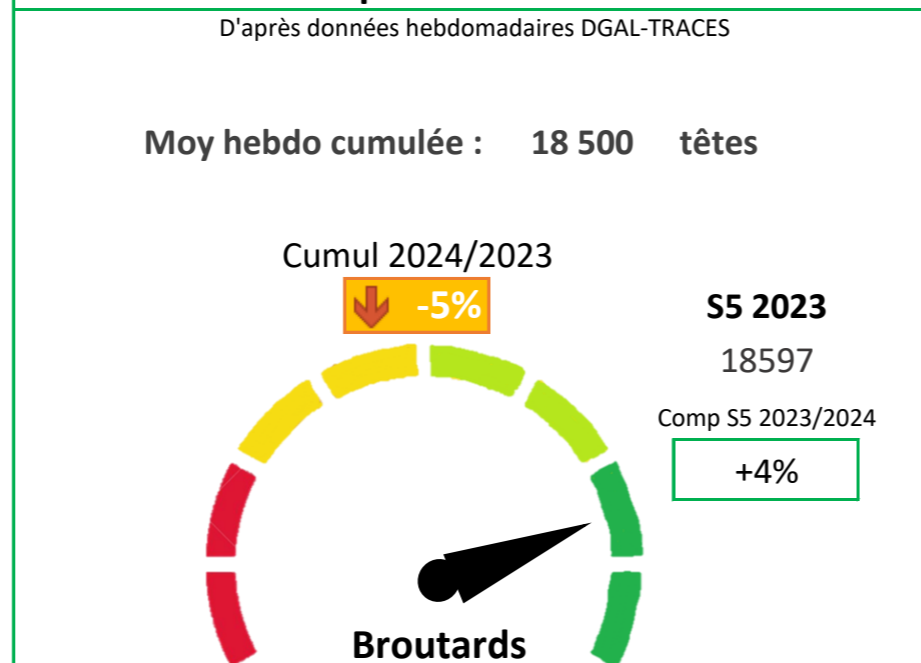 D'après données hebdomadaires DGAL-TRACES
Moy hebdo cumulée : 18 500 têtes
Cumul 2024/2023
-5%
S5 2023
18597
Comp S5 2023/2024
+4%
Broutards